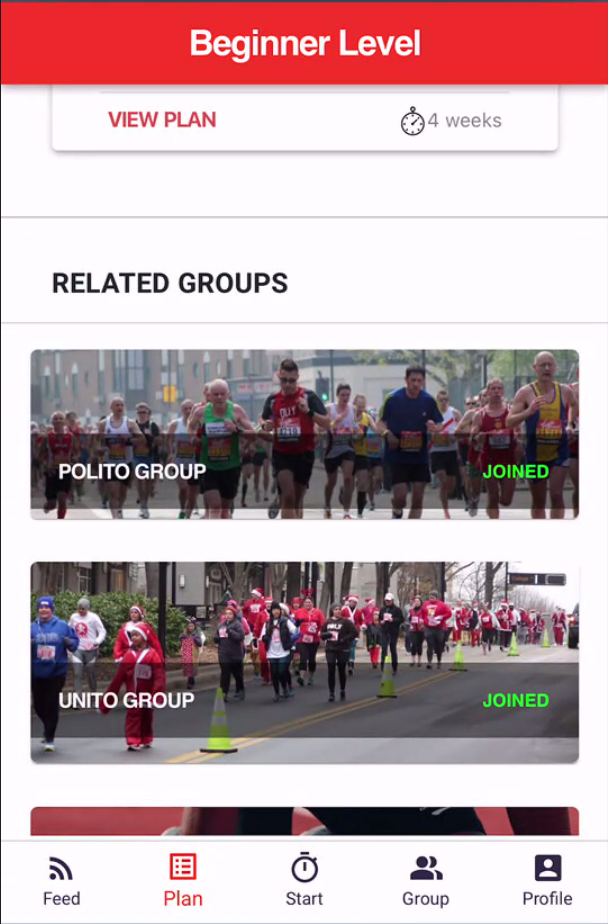 Beginner Level
VIEW PLAN
4 weeks
RELATED GROUPS
POLITO GROUP
JOINED
UNITO GROUP
JOINED
Feed
Plan
Start
Group
Profile